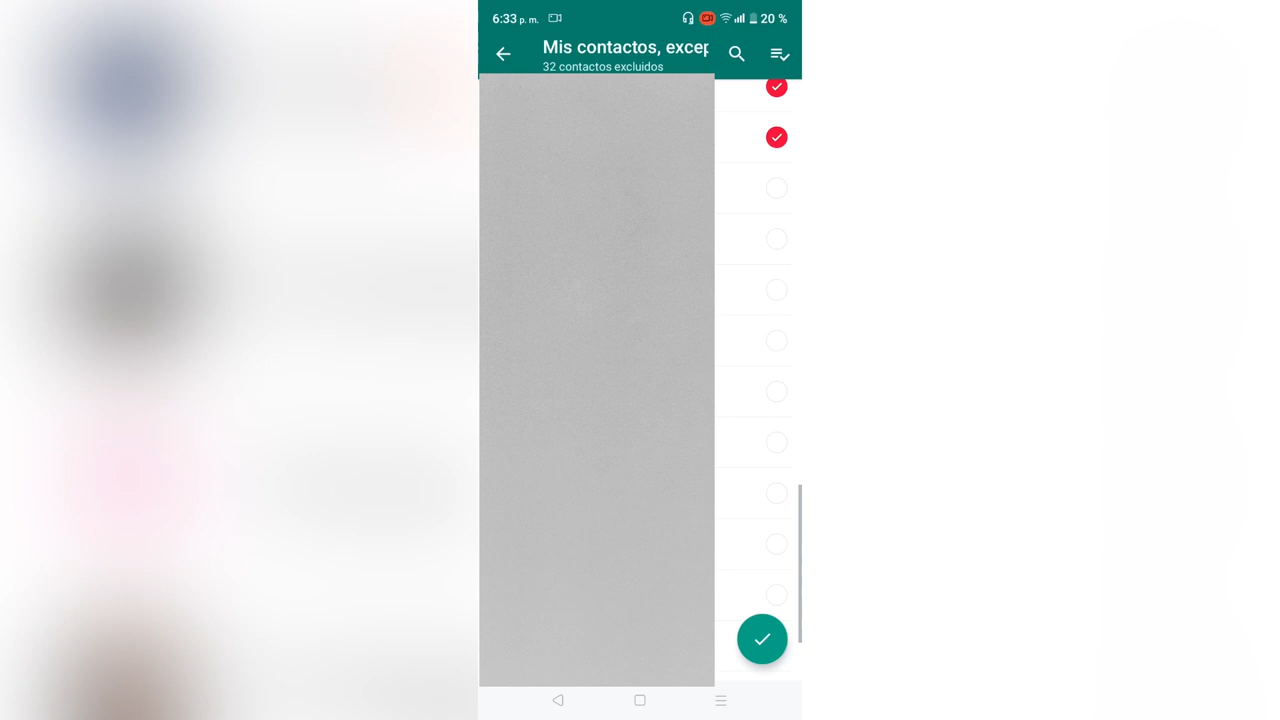 6:33 p. m. 20 %
Mis contactos, excep
32 contactos excluidos